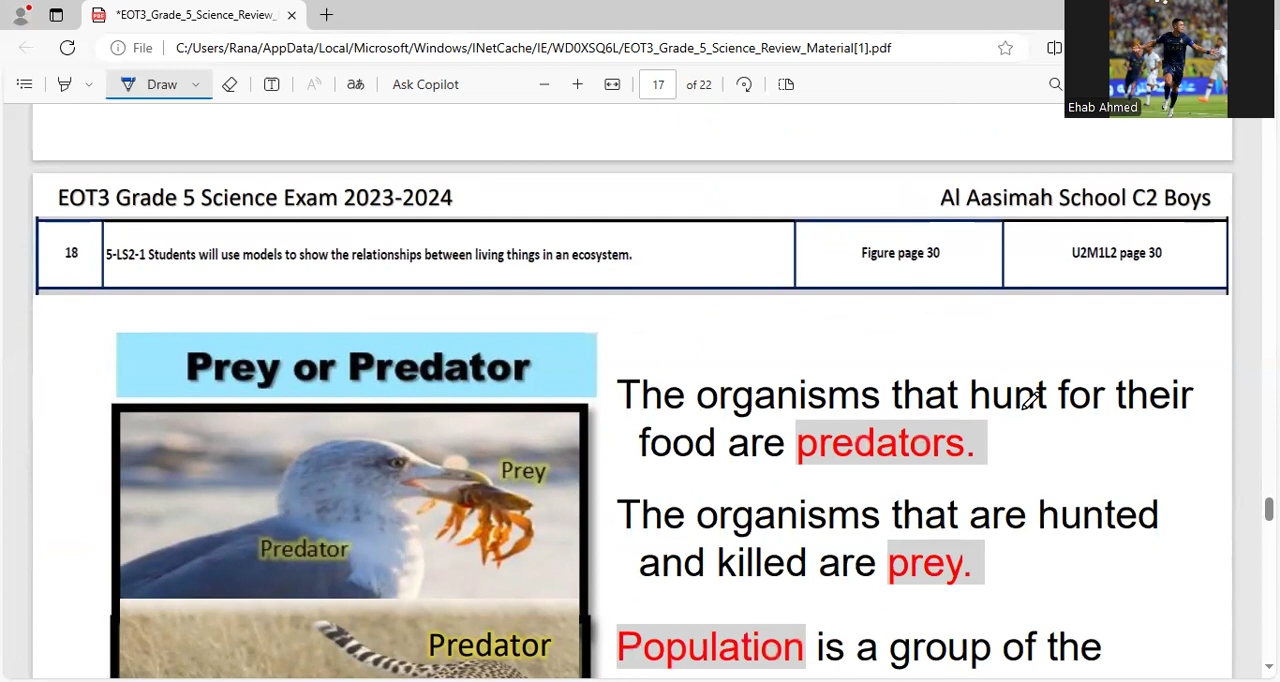 *EOT3_Grade_5_Science_Review_
File
C:/Users/Rana/AppData/Local/Microsoft/Windows/INetCache/IE/WD0XSQ6L/EOT3_Grade_5_Science_Review_Material[1].pdf
Draw
Ask Copilot
17 of 22
Ehab Ahmed
EOT3 Grade 5 Science Exam 2023-2024
Al Aasimah School C2 Boys
18
5-LS2-1 Students will use models to show the relationships between living things in an ecosystem.
Figure page 30
U2M1L2 page 30
Prey or Predator
Prey
Predator
Predator
The organisms that hunt for their
food are predators.
The organisms that are hunted
and killed are prey.
Population is a group of the